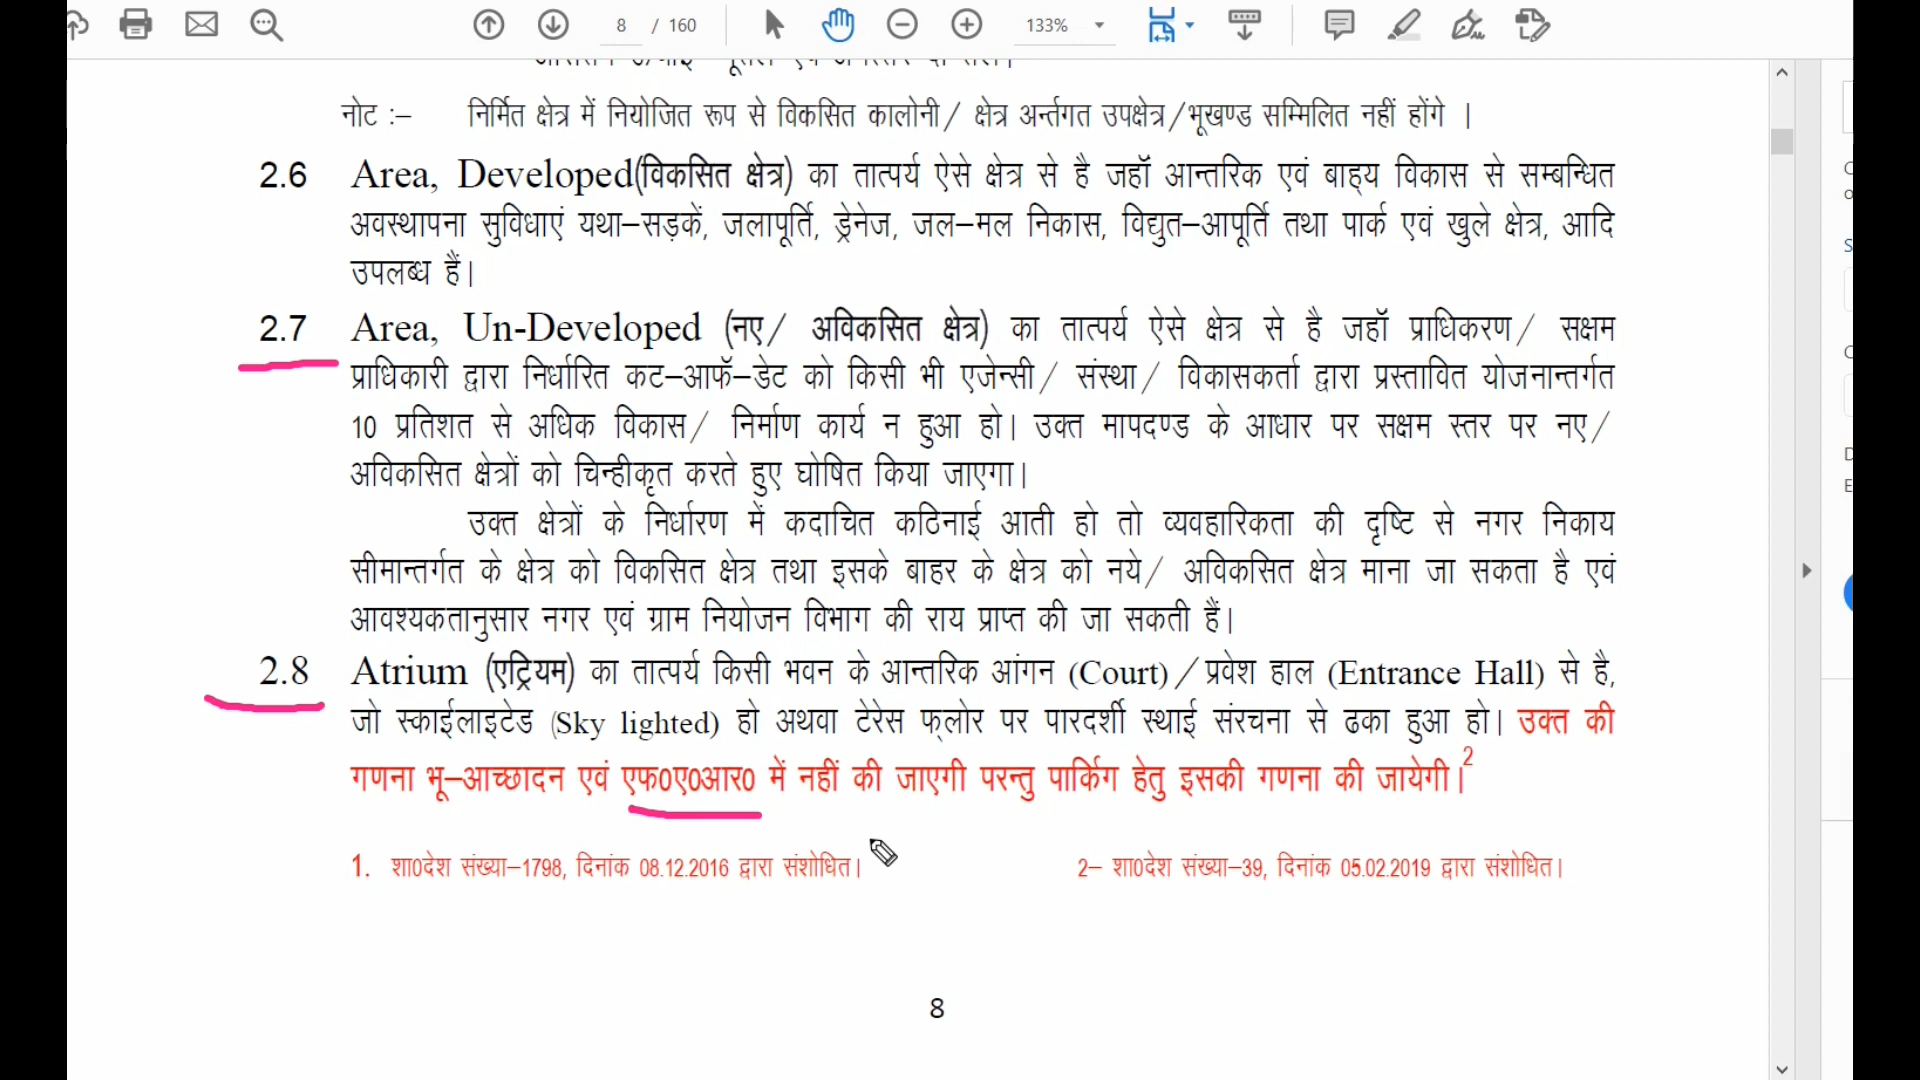 8 / 160 133%
नोट :– निर्मित क्षेत्र में नियोजित रूप से विकसित कालोनी/ क्षेत्र अर्न्तगत उपक्षेत्र/भूखण्ड सम्मिलित नहीं होंगे ।
2.6 Area, Developed(विकसित क्षेत्र) का तात्पर्य ऐसे क्षेत्र से है जहॉ आन्तरिक एवं बाह्य विकास से सम्बन्धित
अवस्थापना सुविधाएं यथा–सड़कें, जलापूर्ति, ड्रेनेज, जल–मल निकास, विद्युत–आपूर्ति तथा पार्क एवं खुले क्षेत्र, आदि
उपलब्ध हैं।
2.7 Area, Un-Developed (नए/ अविकसित क्षेत्र) का तात्पर्य ऐसे क्षेत्र से है जहॉ प्राधिकरण/ सक्षम
प्राधिकारी द्वारा निर्धारित कट–आफॅ–डेट को किसी भी एजेन्सी/ संस्था/ विकासकर्ता द्वारा प्रस्तावित योजनान्तर्गत
10 प्रतिशत से अधिक विकास/ निर्माण कार्य न हुआ हो। उक्त मापदण्ड के आधार पर सक्षम स्तर पर नए/
अविकसित क्षेत्रों को चिन्हीकृत करते हुए घोषित किया जाएगा।
उक्त क्षेत्रों के निर्धारण में कदाचित कठिनाई आती हो तो व्यवहारिकता की दृष्टि से नगर निकाय
सीमान्तर्गत के क्षेत्र को विकसित क्षेत्र तथा इसके बाहर के क्षेत्र को नये/ अविकसित क्षेत्र माना जा सकता है एवं
आवश्यकतानुसार नगर एवं ग्राम नियोजन विभाग की राय प्राप्त की जा सकती हैं।
2.8 Atrium (एट्रियम) का तात्पर्य किसी भवन के आन्तरिक आंगन (Court)/प्रवेश हाल (Entrance Hall) से है,
जो स्काईलाइटेड (Sky lighted) हो अथवा टेरेस फ्लोर पर पारदर्शी स्थाई संरचना से ढका हुआ हो। उक्त की
गणना भू–आच्छादन एवं एफ0ए0आर0 में नहीं की जाएगी परन्तु पार्किग हेतु इसकी गणना की जायेगी।2
1. शा0देश संख्या–1798, दिनांक 08.12.2016 द्वारा संशोधित। 2– शा0देश संख्या–39, दिनांक 05.02.2019 द्वारा संशोधित।
8